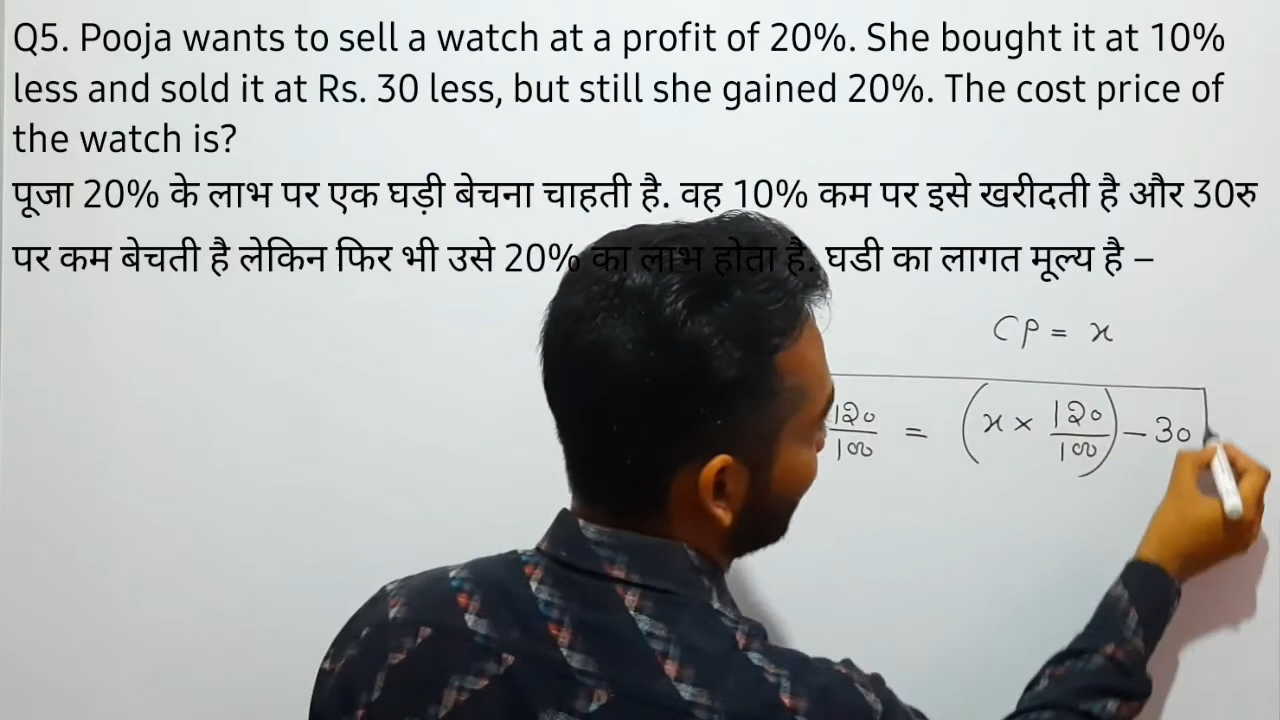 Q5. Pooja wants to sell a watch at a profit of 20%. She bought it at 10%
less and sold it at Rs. 30 less, but still she gained 20%. The cost price of
the watch is?
पूजा 20% के लाभ पर एक घड़ी बेचना चाहती है. वह 10% कम पर इसे खरीदती है और 30रु
पर कम बेचती है लेकिन फिर भी उसे 20% का लाभ होता है. घडी का लागत मूल्य है –
CP = x
120/100 = (x × 120/100) – 30